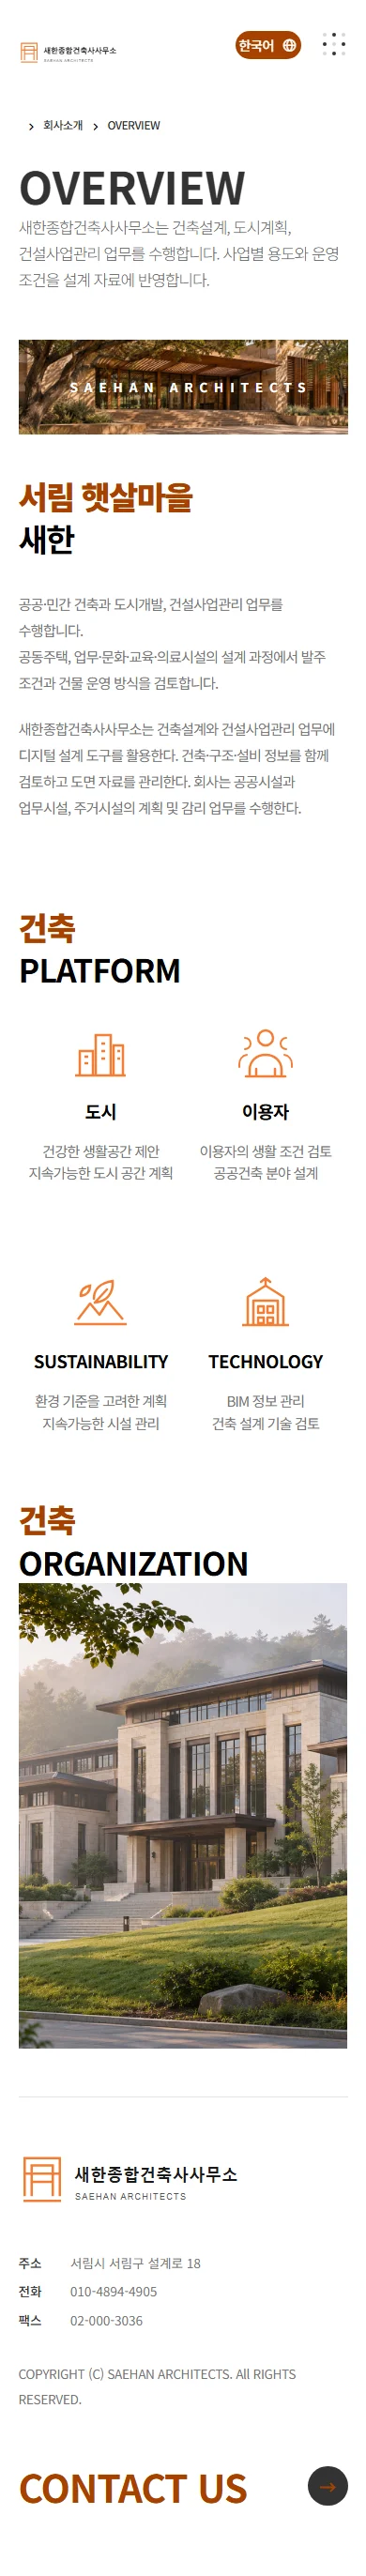 새한종합건축사사무소
SAEHAN ARCHITECTS
한국어
회사소개
OVERVIEW
OVERVIEW
새한종합건축사사무소는 건축설계, 도시계획,
건설사업관리 업무를 수행합니다. 사업별 용도와 운영
조건을 설계 자료에 반영합니다.
SAEHAN ARCHITECTS
서림 햇살마을
새한
공공·민간 건축과 도시개발, 건설사업관리 업무를
수행합니다.
공동주택, 업무·문화·교육·의료시설의 설계 과정에서 발주
조건과 건물 운영 방식을 검토합니다.
새한종합건축사사무소는 건축설계와 건설사업관리 업무에
디지털 설계 도구를 활용한다. 건축·구조·설비 정보를 함께
검토하고 도면 자료를 관리한다. 회사는 공공시설과
업무시설, 주거시설의 계획 및 감리 업무를 수행한다.
건축
PLATFORM
도시
건강한 생활공간 제안
지속가능한 도시 공간 계획
이용자
이용자의 생활 조건 검토
공공건축 분야 설계
SUSTAINABILITY
환경 기준을 고려한 계획
지속가능한 시설 관리
TECHNOLOGY
BIM 정보 관리
건축 설계 기술 검토
건축
ORGANIZATION
새한종합건축사사무소
SAEHAN ARCHITECTS
주소 서림시 서림구 설계로 18
전화 010-4894-4905
팩스 02-000-3036
COPYRIGHT (C) SAEHAN ARCHITECTS. All RIGHTS
RESERVED.
CONTACT US